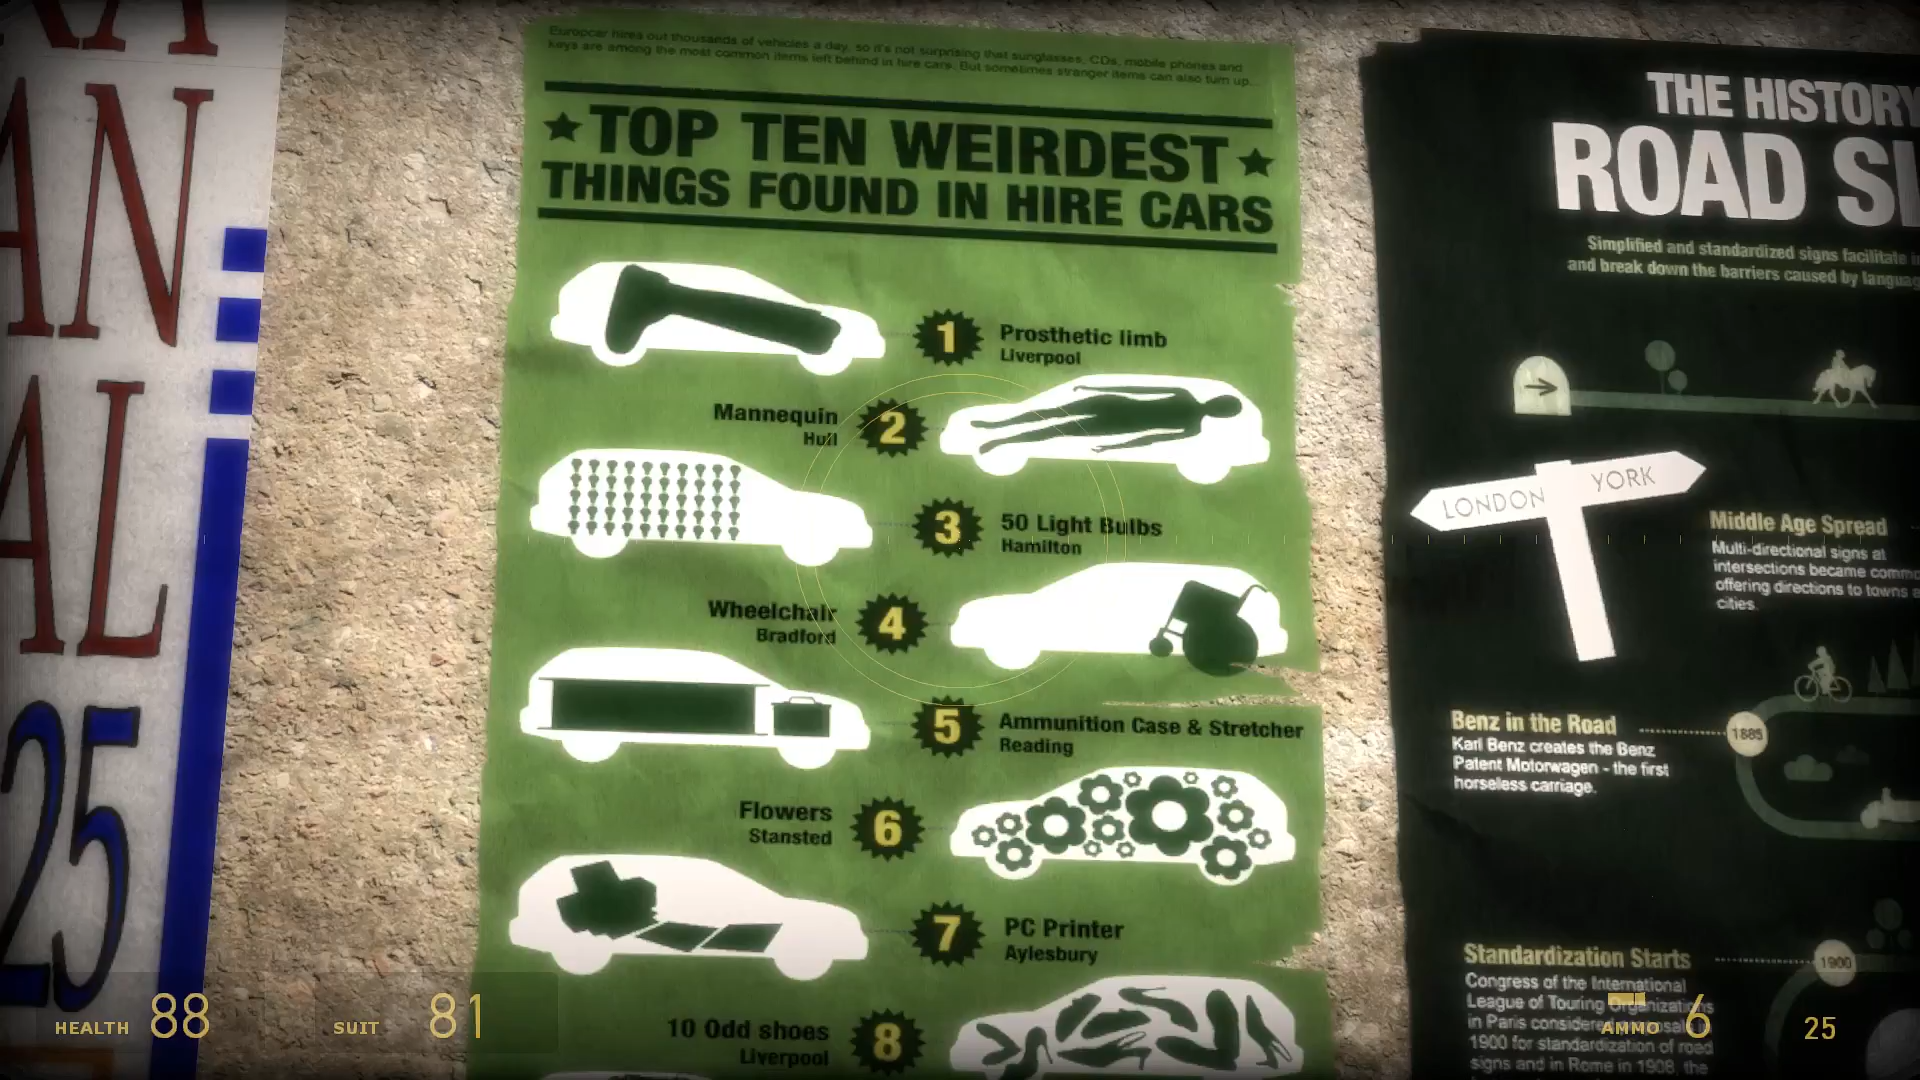 RA
AN
AL
25
Europcar hires out thousands of vehicles a day, so it's not surprising that sunglasses, CDs, mobile phones and
keys are among the most common items left behind in hire cars. But sometimes stranger items can also turn up...
TOP TEN WEIRDEST
THINGS FOUND IN HIRE CARS
1 Prosthetic limb
Liverpool
Mannequin 2
Hull
3 50 Light Bulbs
Hamilton
Wheelchair 4
Bradford
5 Ammunition Case & Stretcher
Reading
Flowers 6
Stansted
7 PC Printer
Aylesbury
10 Odd shoes 8
Liverpool
THE HISTORY
ROAD SI
Simplified and standardized signs facilitate
and break down the barriers caused by
LONDON YORK
Middle Age Spread
Multi-directional signs at
intersections became
offering directions to towns
cities.
Benz in the Road 1885
Karl Benz creates the Benz
Patent Motorwagen - the first
horseless carriage.
Standardization Starts 1900
Congress of the International
League of Touring Organizations
in Paris considered
1900 for standardization of road
signs and in Rome in 1908, the
HEALTH 88
SUIT 81
AMMO 6 25